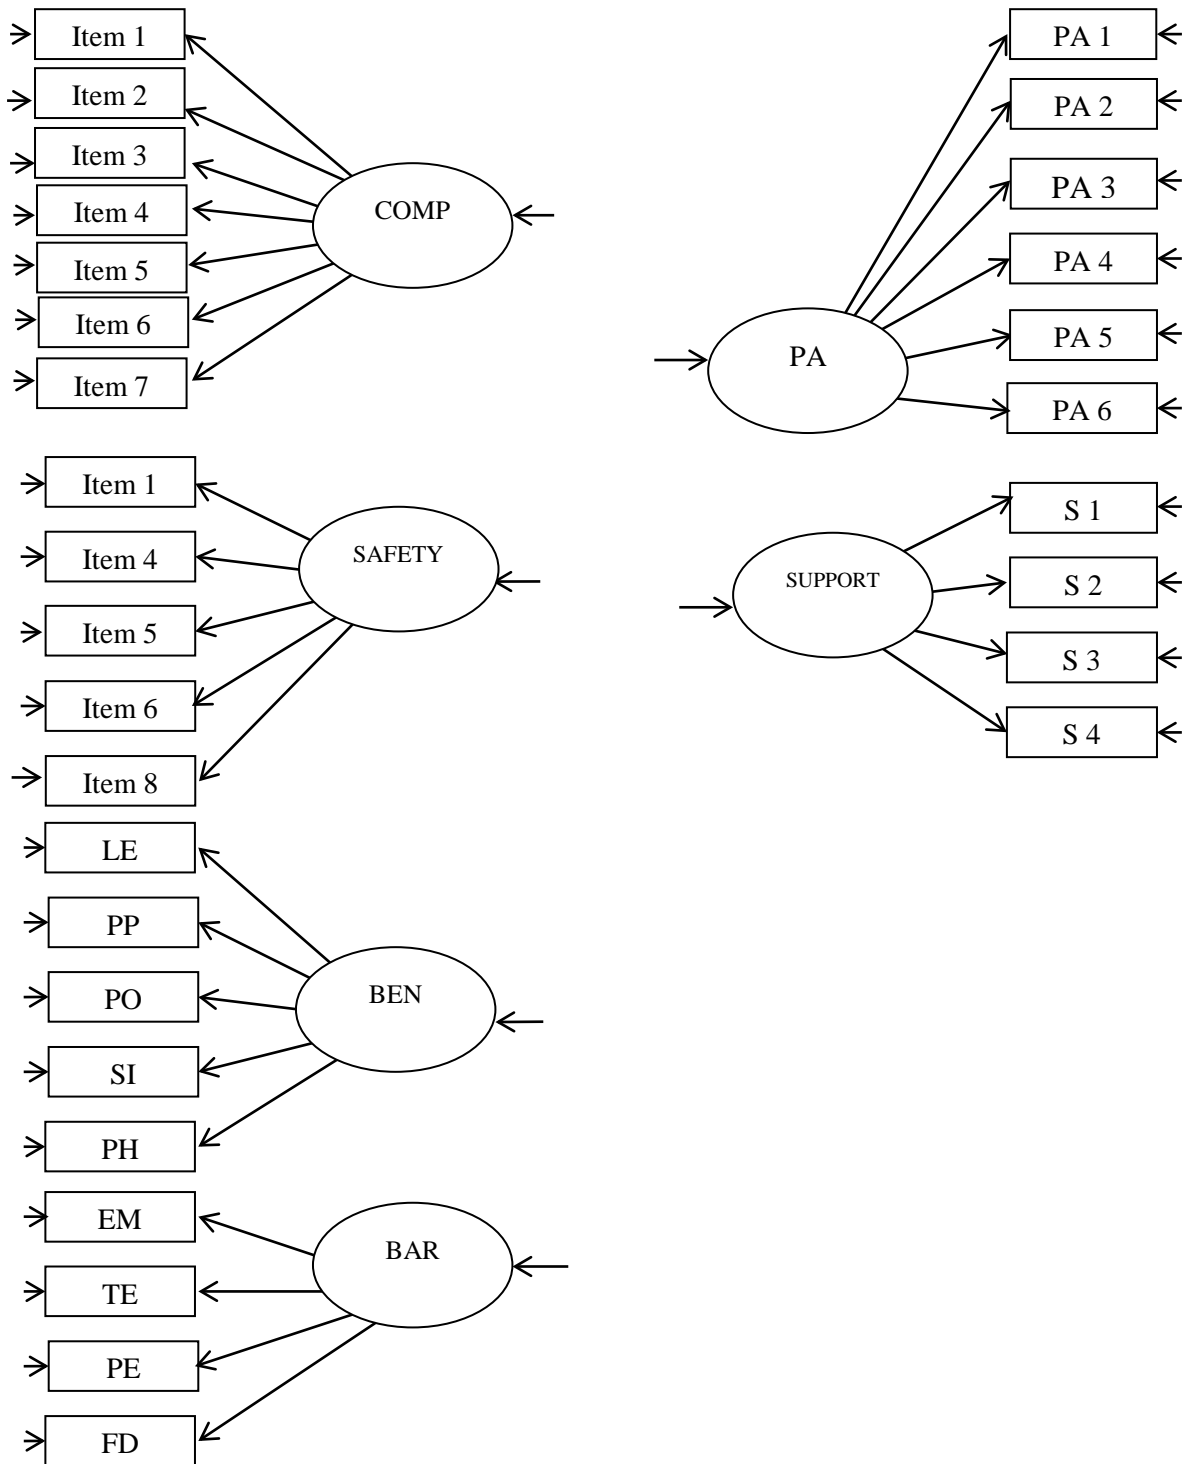 Item 1
Item 2
Item 3
Item 4
Item 5
Item 6
Item 7
COMP
PA 1
PA 2
PA 3
PA 4
PA 5
PA 6
PA
Item 1
Item 4
Item 5
Item 6
Item 8
SAFETY
S 1
S 2
S 3
S 4
SUPPORT
LE
PP
PO
SI
PH
BEN
EM
TE
PE
FD
BAR